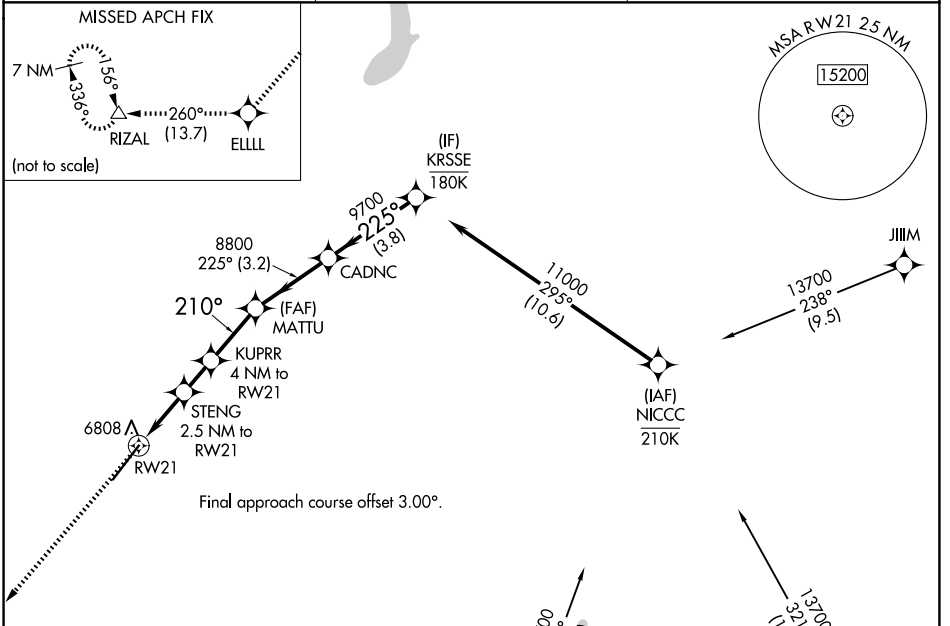 MISSED APCH FIX
7 NM
156°
336°
RIZAL
260°
(13.7)
ELLLL
(not to scale)
MSA RW21 25 NM
15200
(IF)
KRSSE
180K
9700
225°
(3.8)
8800
225° (3.2)
CADNC
210°
(FAF)
MATTU
KUPRR
4 NM to
RW21
STENG
2.5 NM to
RW21
6808
RW21
Final approach course offset 3.00°.
11000
295°
(10.6)
JIIIM
13700
238°
(9.5)
(IAF)
NICCC
210K
13700